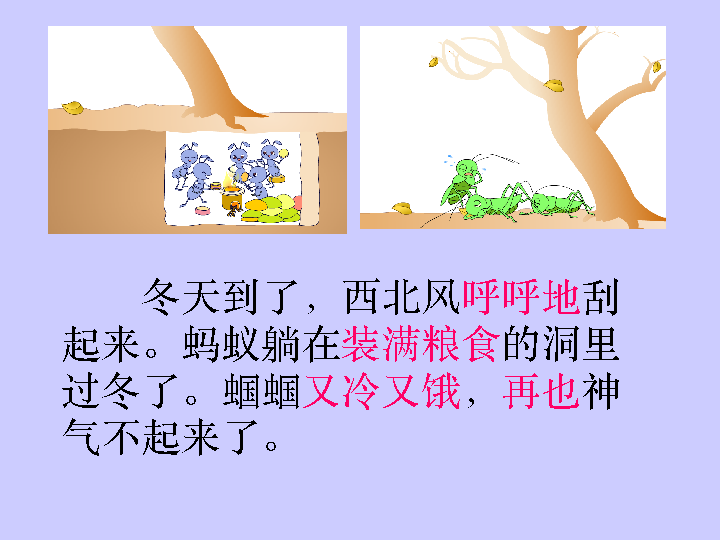 冬天到了，西北风呼呼地刮
起来。蚂蚁躺在装满粮食的洞里
过冬了。蝈蝈又冷又饿，再也神
气不起来了。